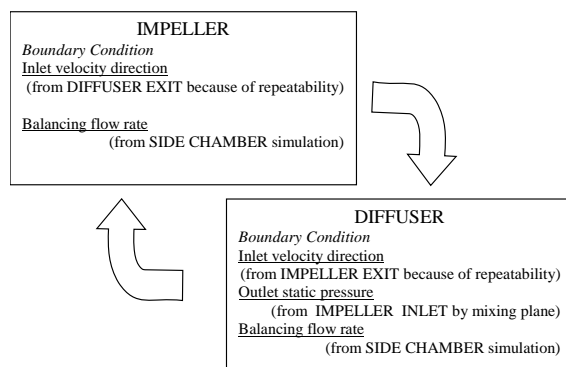 IMPELLER
Boundary Condition
Inlet velocity direction
(from DIFFUSER EXIT because of repeatability)
Balancing flow rate
(from SIDE CHAMBER simulation)
DIFFUSER
Boundary Condition
Inlet velocity direction
(from IMPELLER EXIT because of repeatability)
Outlet static pressure
(from IMPELLER INLET by mixing plane)
Balancing flow rate
(from SIDE CHAMBER simulation)